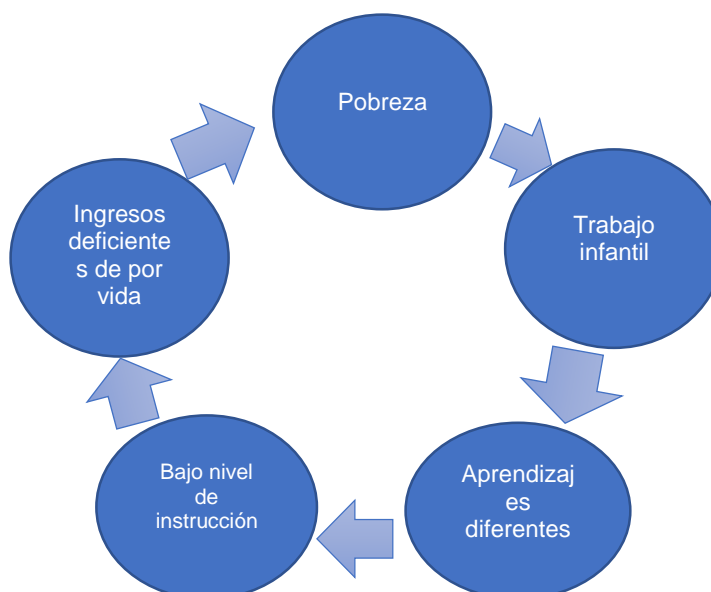 Pobreza
Trabajo
infantil
Aprendizaj
es
diferentes
Bajo nivel
de
instrucción
Ingresos
deficiente
s de por
vida